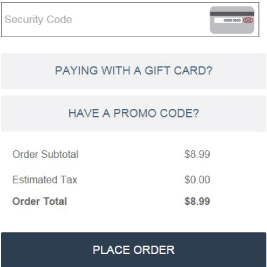 Security Code
PAYING WITH A GIFT CARD?
HAVE A PROMO CODE?
Order Subtotal $8.99
Estimated Tax $0.00
Order Total $8.99
PLACE ORDER